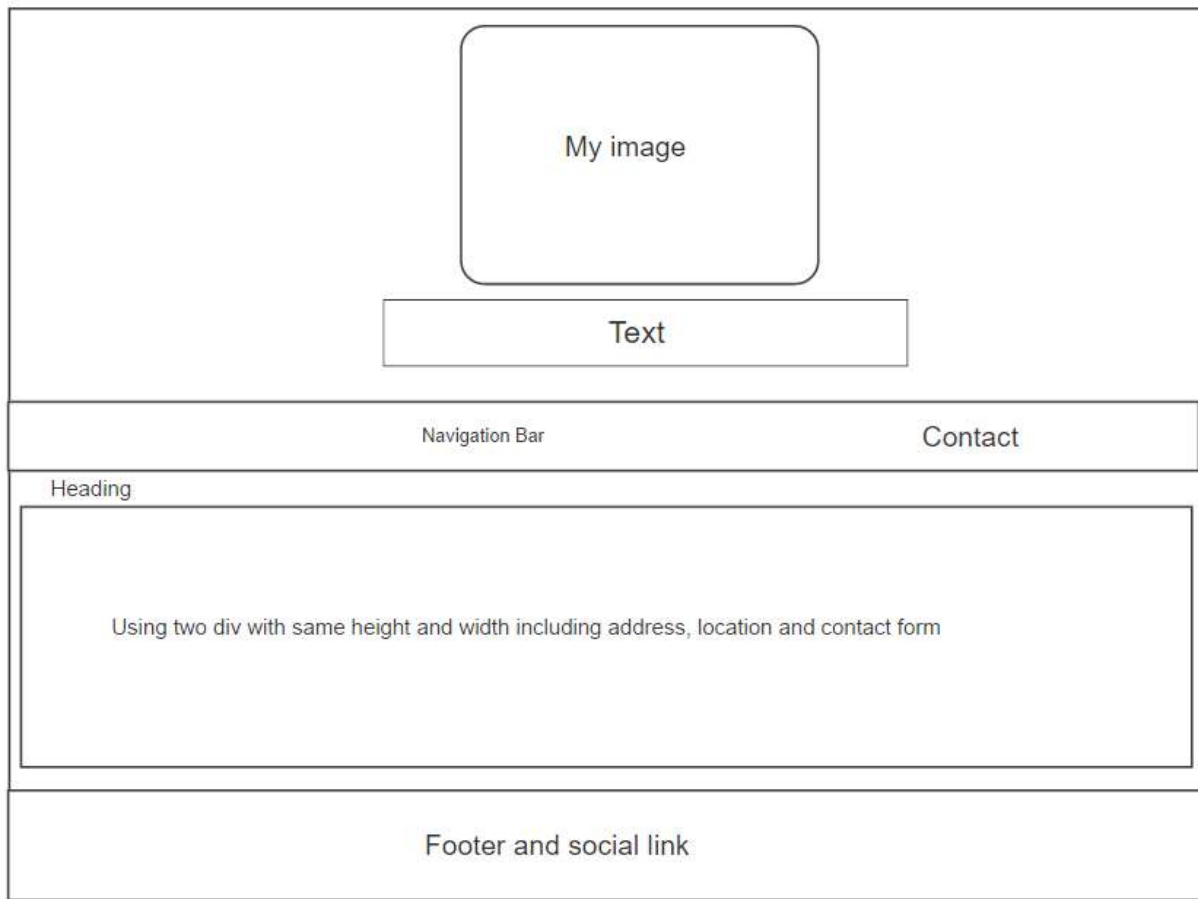 My image
Text
Navigation Bar
Contact
Heading
Using two div with same height and width including address, location and contact form
Footer and social link